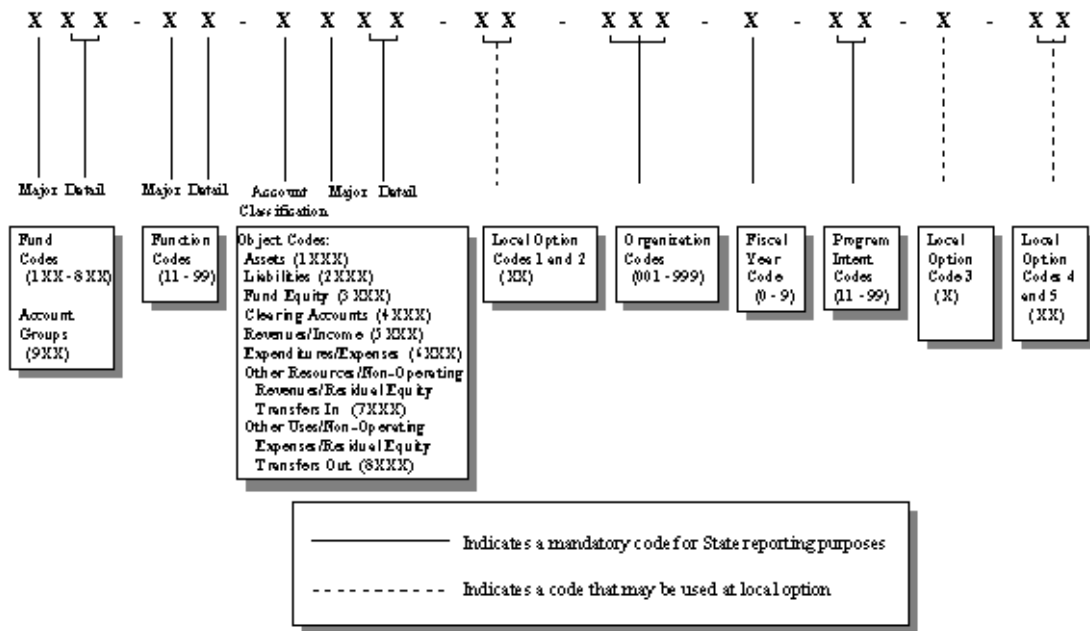 X X X - X X - X X X X - X X - X X X - X - X X - X - X X
Major Detail Major Detail Account Classification Major Detail
Fund
Codes
(1XX - 8XX)
Account
Groups
(9XX)
Function
Codes
(11 - 99)
Object Codes:
Assets (1XXX)
Liabilities (2XXX)
Fund Equity (3XXX)
Clearing Accounts (4XXX)
Revenues/Income (5XXX)
Expenditures/Expenses (6XXX)
Other Resources/Non-Operating
Revenues/Residual Equity
Transfers In (7XXX)
Other Uses/Non-Operating
Expenses/Residual Equity
Transfers Out (8XXX)
Local Option
Codes 1 and 2
(XX)
Organization
Codes
(001 - 999)
Fiscal
Year
Code
(0 - 9)
Program
Intent
Codes
(11 - 99)
Local
Option
Code 3
(X)
Local
Option
Codes 4
and 5
(XX)
Indicates a mandatory code for State reporting purposes
Indicates a code that may be used at local option